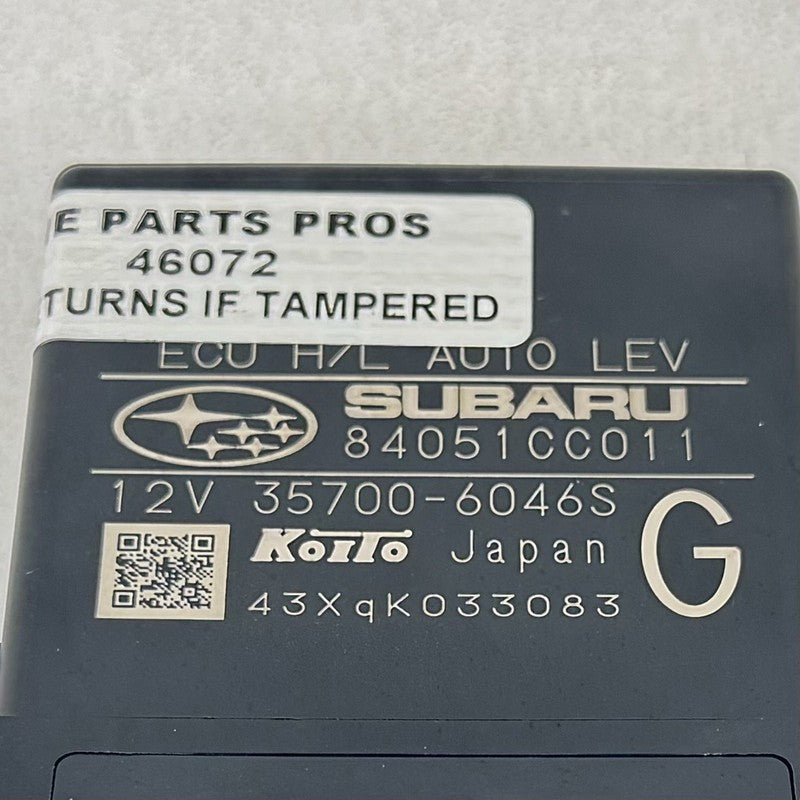 E PARTS PROS
46072
TURNS IF TAMPERED
ECU H/L AUTO LEV
SUBARU
84051CC011
12V 35700-6046S
G
KOITO Japan
43XqK033083